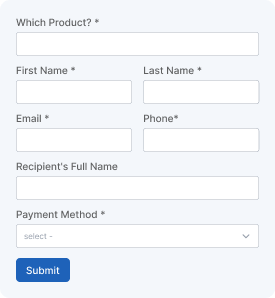 Which Product? *
First Name * Last Name *
Email * Phone*
Recipient's Full Name
Payment Method *
select -
Submit